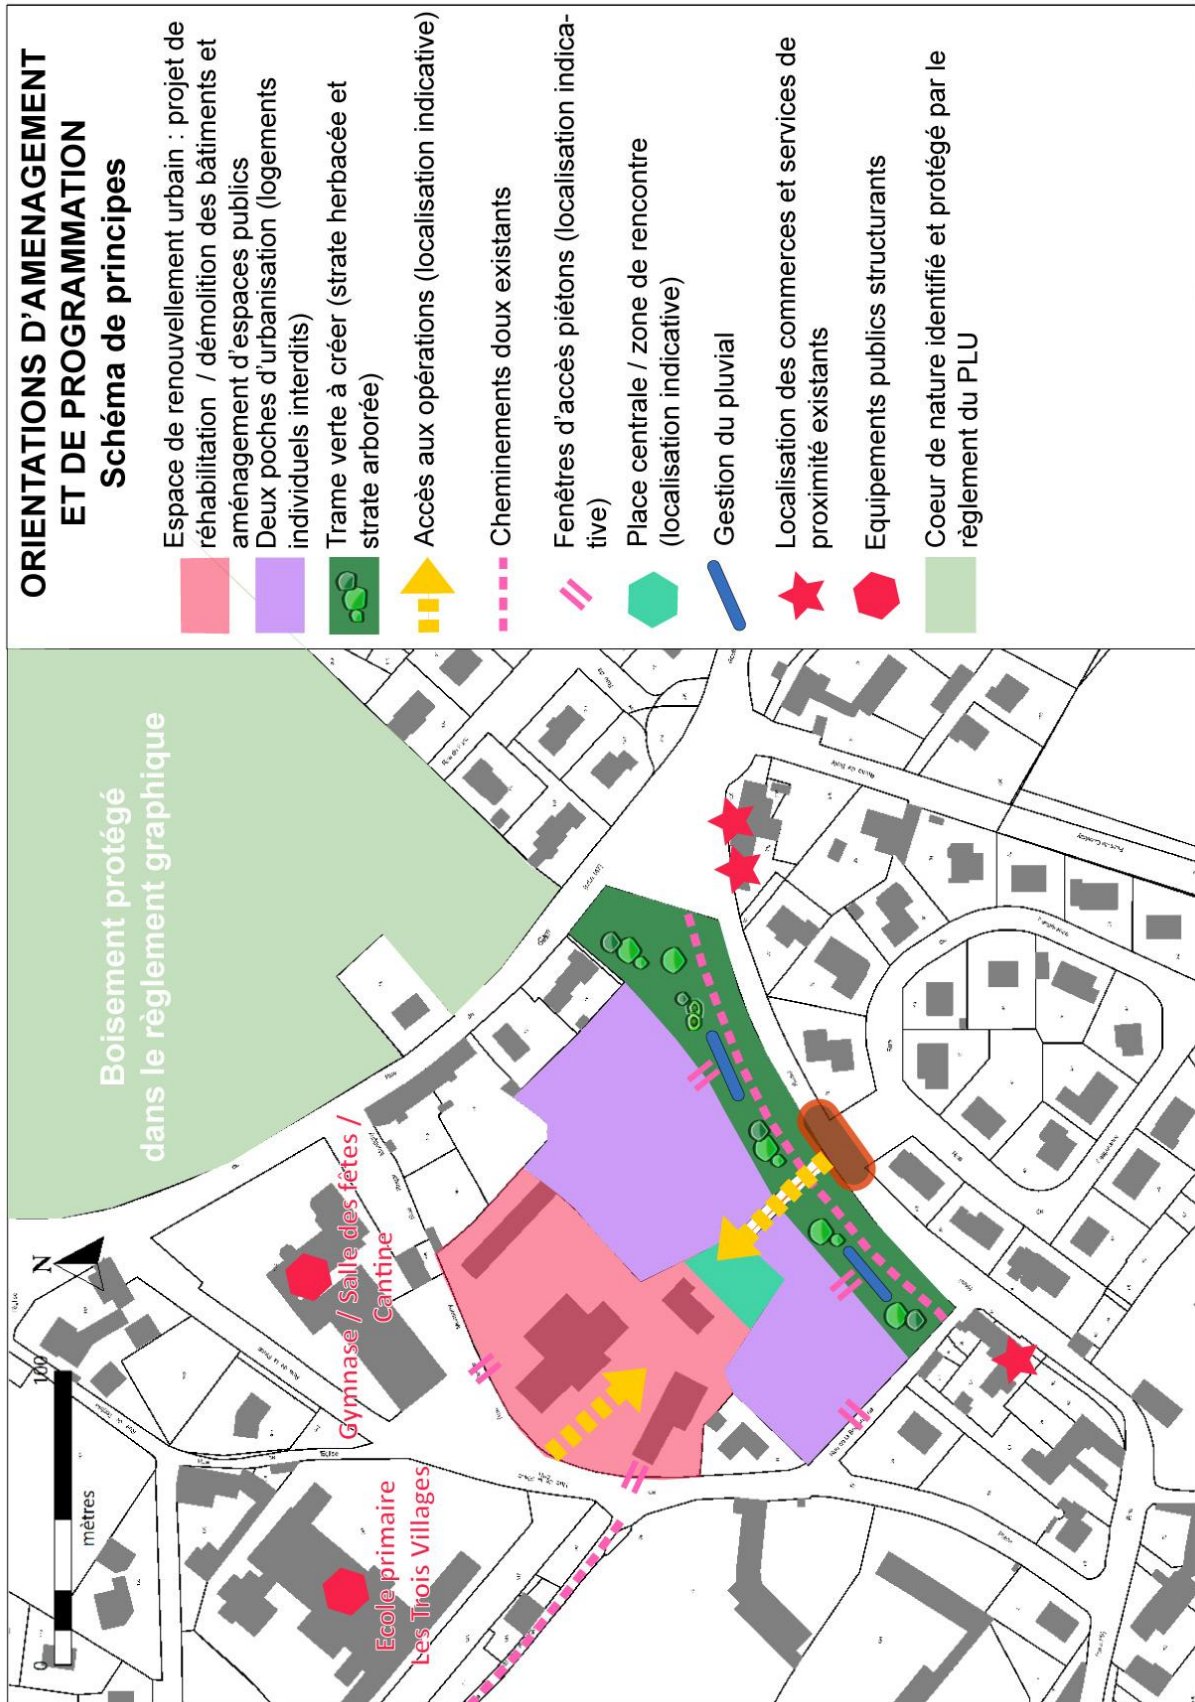 ORIENTATIONS D'AMENAGEMENT
ET DE PROGRAMMATION
Schéma de principes
Espace de renouvellement urbain : projet de
réhabilitation / démolition des bâtiments et
aménagement d'espaces publics
Deux poches d'urbanisation (logements
individuels interdits)
Trame verte à créer (strate herbacée et
strate arborée)
Accès aux opérations (localisation indicative)
Cheminements doux existants
Fenêtres d'accès piétons (localisation indica-
tive)
Place centrale / zone de rencontre
(localisation indicative)
Gestion du pluvial
Localisation des commerces et services de
proximité existants
Equipements publics structurants
Coeur de nature identifié et protégé par le
règlement du PLU
Boisement protégé
dans le règlement graphique
Gymnase / Salle des fêtes /
Cantine
Ecole primaire
Les Trois Villages
N
0
100
mètres